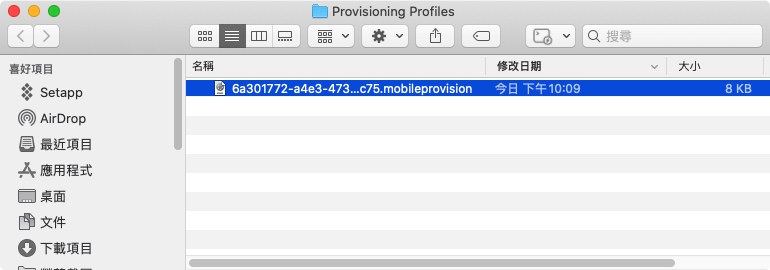 Provisioning Profiles
搜尋
喜好項目
Setapp
AirDrop
最近項目
應用程式
桌面
文件
下載項目
名稱
修改日期
大小
6a301772-a4e3-473...c75.mobileprovision
今日 下午10:09
8 KB